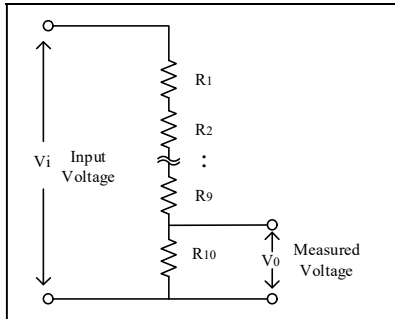 R1
R2
:
R9
R10
Vi
Input
Voltage
V0
Measured
Voltage